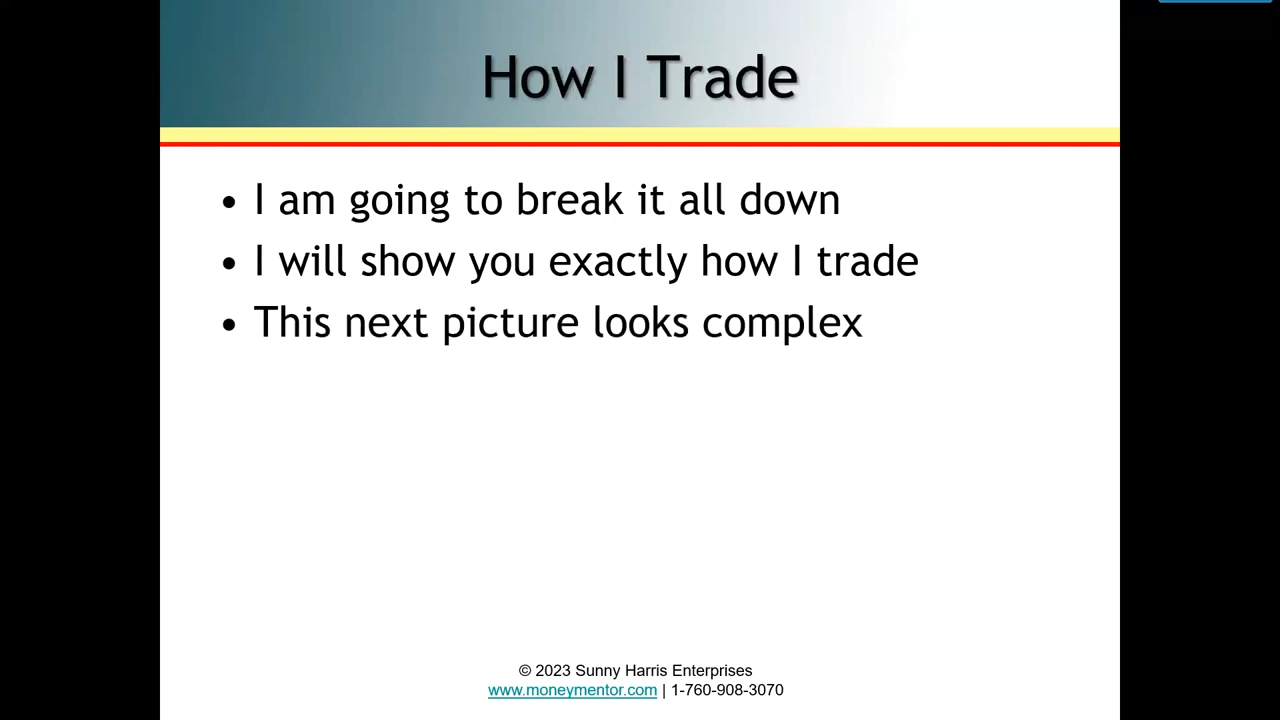 How I Trade
• I am going to break it all down
• I will show you exactly how I trade
• This next picture looks complex
© 2023 Sunny Harris Enterprises
www.moneymentor.com | 1-760-908-3070